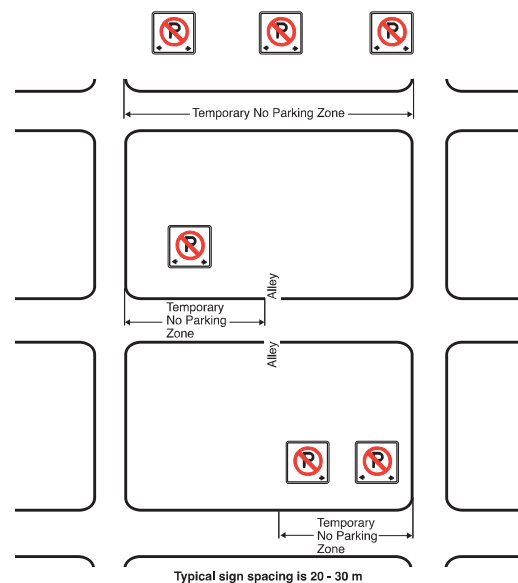 P P P
Temporary No Parking Zone
P
Alley
Temporary
No Parking
Zone
Alley
P P
Temporary
No Parking
Zone
Typical sign spacing is 20 - 30 m